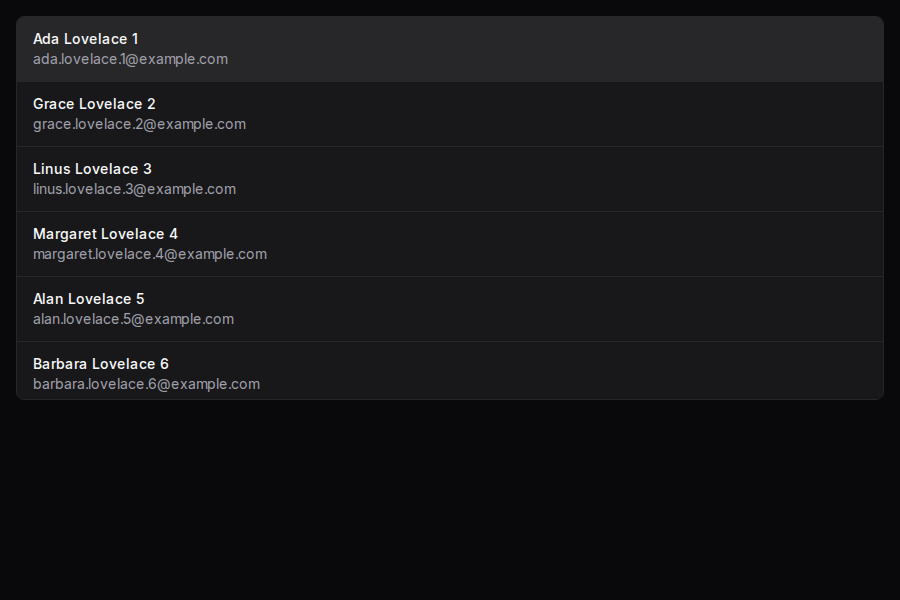 Ada Lovelace 1
ada.lovelace.1@example.com
Grace Lovelace 2
grace.lovelace.2@example.com
Linus Lovelace 3
linus.lovelace.3@example.com
Margaret Lovelace 4
margaret.lovelace.4@example.com
Alan Lovelace 5
alan.lovelace.5@example.com
Barbara Lovelace 6
barbara.lovelace.6@example.com